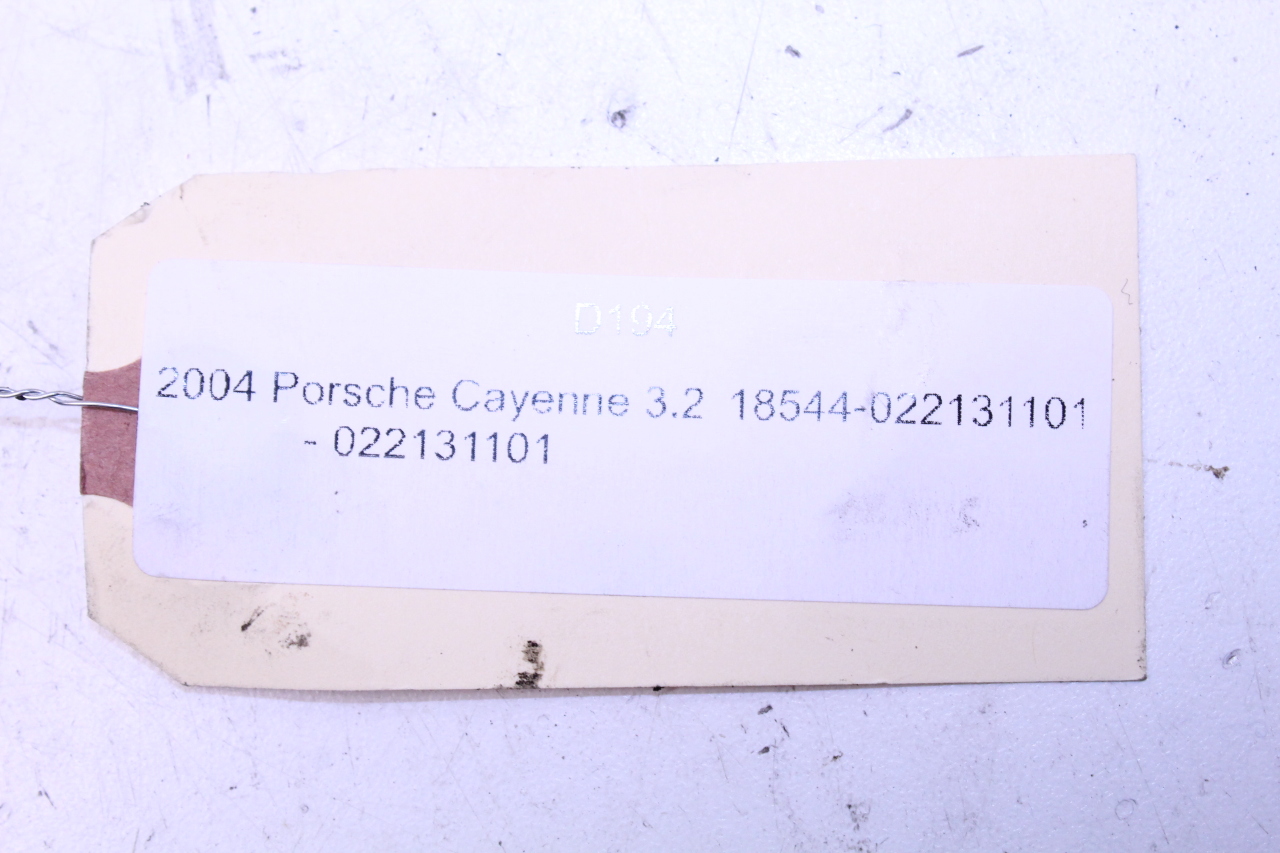 D194
2004 Porsche Cayenne 3.2 18544-022131101
- 022131101